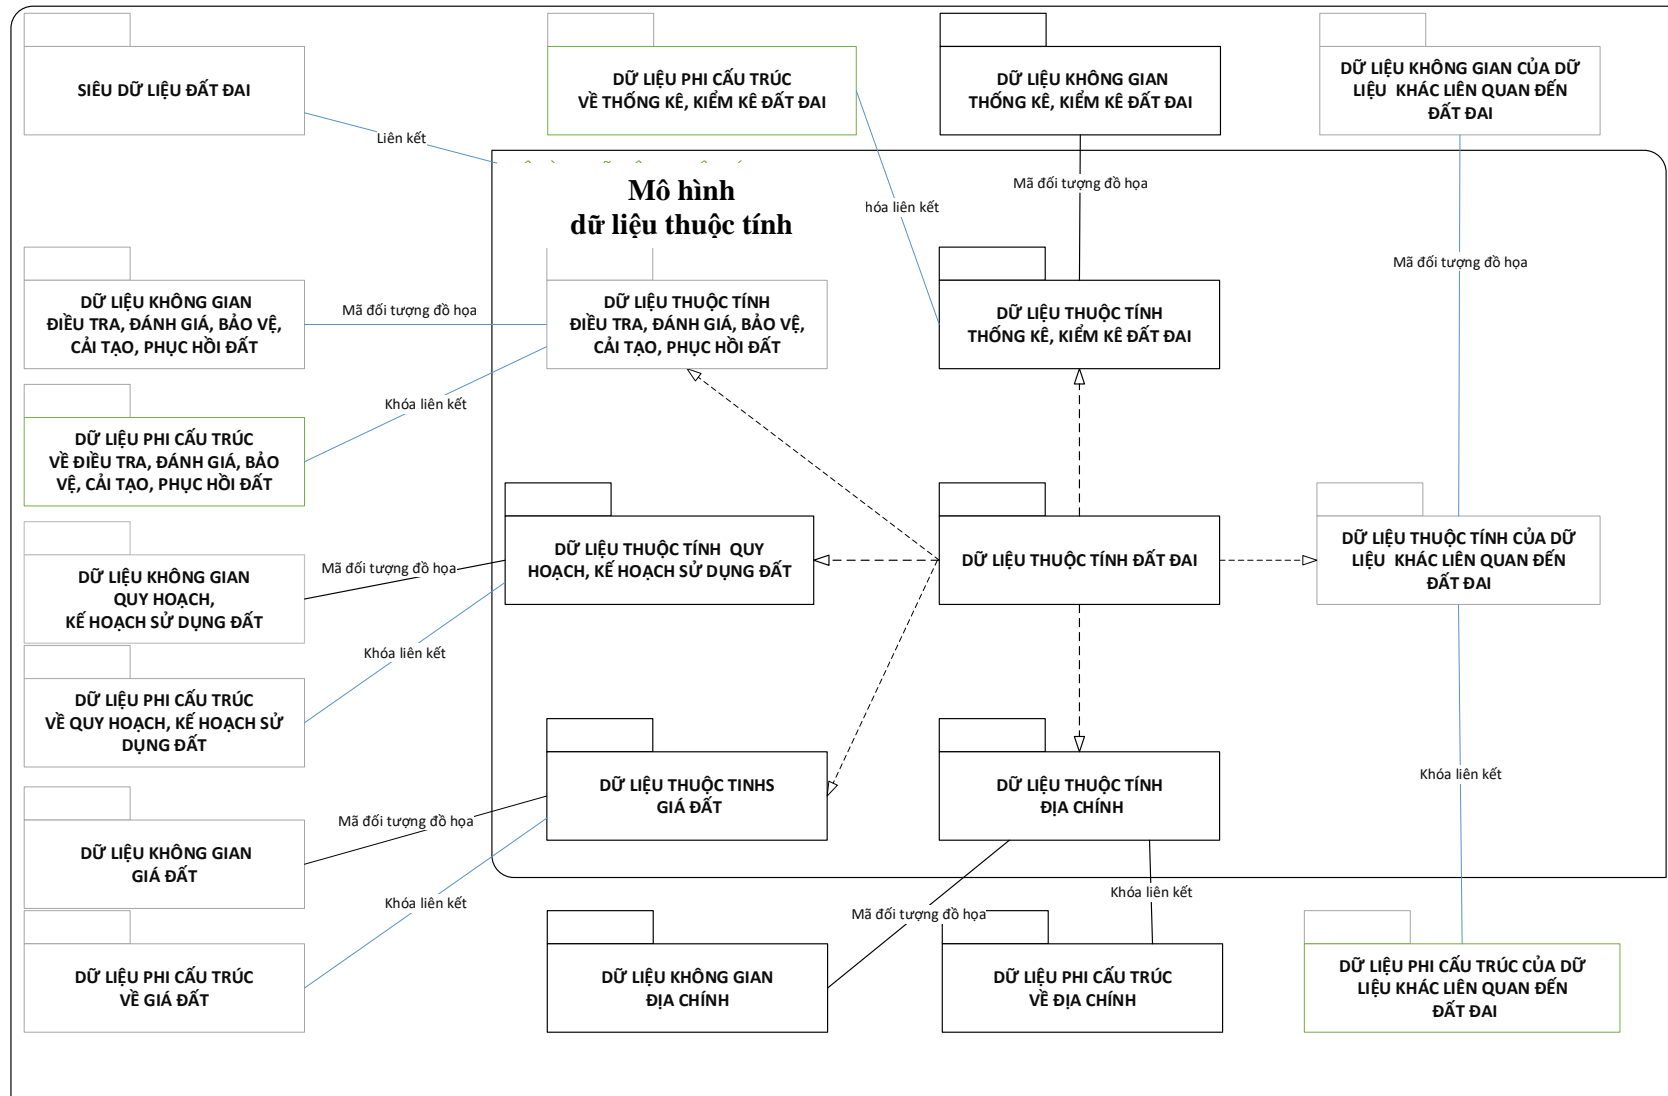 SIÊU DỮ LIỆU ĐẤT ĐAI
DỮ LIỆU PHI CẤU TRÚC
VỀ THỐNG KÊ, KIỂM KÊ ĐẤT ĐAI
DỮ LIỆU KHÔNG GIAN
THỐNG KÊ, KIỂM KÊ ĐẤT ĐAI
DỮ LIỆU KHÔNG GIAN CỦA DỮ
LIỆU KHÁC LIÊN QUAN ĐẾN
ĐẤT ĐAI
Liên kết
Mô hình
dữ liệu thuộc tính
Mã đối tượng đồ họa
hóa liên kết
Mã đối tượng đồ họa
DỮ LIỆU KHÔNG GIAN
ĐIỀU TRA, ĐÁNH GIÁ, BẢO VỆ,
CẢI TẠO, PHỤC HỒI ĐẤT
Mã đối tượng đồ họa
DỮ LIỆU THUỘC TÍNH
ĐIỀU TRA, ĐÁNH GIÁ, BẢO VỆ,
CẢI TẠO, PHỤC HỒI ĐẤT
DỮ LIỆU THUỘC TÍNH
THỐNG KÊ, KIỂM KÊ ĐẤT ĐAI
Khóa liên kết
DỮ LIỆU PHI CẤU TRÚC
VỀ ĐIỀU TRA, ĐÁNH GIÁ, BẢO
VỆ, CẢI TẠO, PHỤC HỒI ĐẤT
DỮ LIỆU THUỘC TÍNH QUY
HOẠCH, KẾ HOẠCH SỬ DỤNG ĐẤT
DỮ LIỆU THUỘC TÍNH ĐẤT ĐAI
DỮ LIỆU THUỘC TÍNH CỦA DỮ
LIỆU KHÁC LIÊN QUAN ĐẾN
ĐẤT ĐAI
Mã đối tượng đồ họa
DỮ LIỆU KHÔNG GIAN
QUY HOẠCH,
KẾ HOẠCH SỬ DỤNG ĐẤT
Khóa liên kết
DỮ LIỆU PHI CẤU TRÚC
VỀ QUY HOẠCH, KẾ HOẠCH SỬ
DỤNG ĐẤT
DỮ LIỆU THUỘC TINHS
GIÁ ĐẤT
DỮ LIỆU THUỘC TÍNH
ĐỊA CHÍNH
Khóa liên kết
Mã đối tượng đồ họa
DỮ LIỆU KHÔNG GIAN
GIÁ ĐẤT
Khóa liên kết
Mã đối tượng đồ họa
Khóa liên kết
DỮ LIỆU PHI CẤU TRÚC
VỀ GIÁ ĐẤT
DỮ LIỆU KHÔNG GIAN
ĐỊA CHÍNH
DỮ LIỆU PHI CẤU TRÚC
VỀ ĐỊA CHÍNH
DỮ LIỆU PHI CẤU TRÚC CỦA DỮ
LIỆU KHÁC LIÊN QUAN ĐẾN
ĐẤT ĐAI